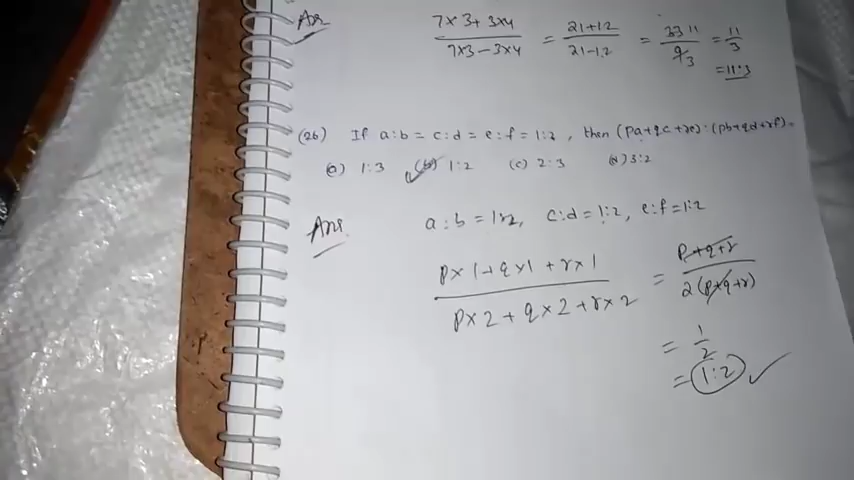 Ans 7×3+3×4 / 7×3-3×4 = 21+12 / 21-12 = 33 11 / 9 3 = 11/3
= 11:3
(26) If a:b = c:d = e:f = 1:2, then (pa+qc+re):(pb+qd+rf)=
(a) 1:3 (b) 1:2 (c) 2:3 (d) 3:2
Ans a:b = 1:2, c:d = 1:2, e:f = 1:2
p×1+q×1+r×1 / p×2+q×2+r×2 = p+q+r / 2(p+q+r)
= 1/2
= 1:2